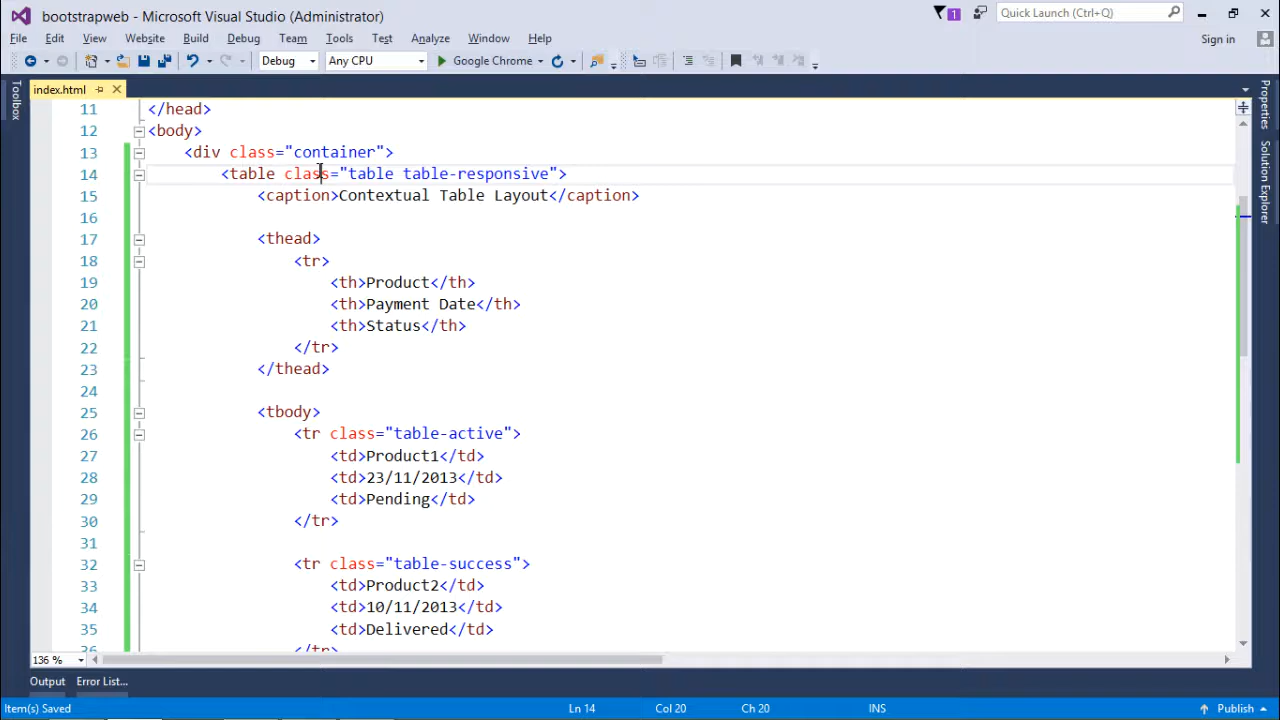 bootstrapweb - Microsoft Visual Studio (Administrator)
1
Quick Launch (Ctrl+Q)
File Edit View Website Build Debug Team Tools Test Analyze Window Help
Sign in
Debug Any CPU Google Chrome
Toolbox
index.html
Properties
Solution Explorer
11 </head>
12 <body>
13 <div class="container">
14 <table class="table table-responsive">
15 <caption>Contextual Table Layout</caption>
16
17 <thead>
18 <tr>
19 <th>Product</th>
20 <th>Payment Date</th>
21 <th>Status</th>
22 </tr>
23 </thead>
24
25 <tbody>
26 <tr class="table-active">
27 <td>Product1</td>
28 <td>23/11/2013</td>
29 <td>Pending</td>
30 </tr>
31
32 <tr class="table-success">
33 <td>Product2</td>
34 <td>10/11/2013</td>
35 <td>Delivered</td>
36 </tr>
136 %
Output Error List...
Item(s) Saved Ln 14 Col 20 Ch 20 INS Publish